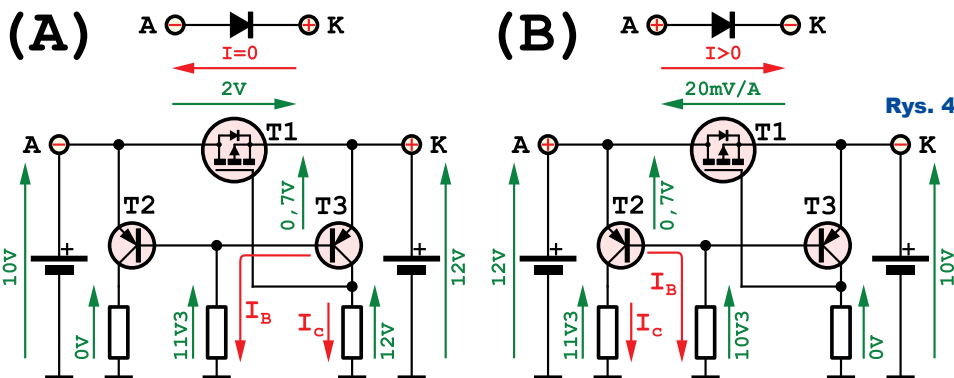 (A)
A − + K
I=0
2V
A − T1 + K
T2 0,7V T3
10V + + 12V
0V 11V3 IB IC 12V
(B)
A + − K
I>0
20mV/A
Rys. 4
A + T1 − K
T2 0,7V T3
12V + + 10V
11V3 IC IB 10V3 0V